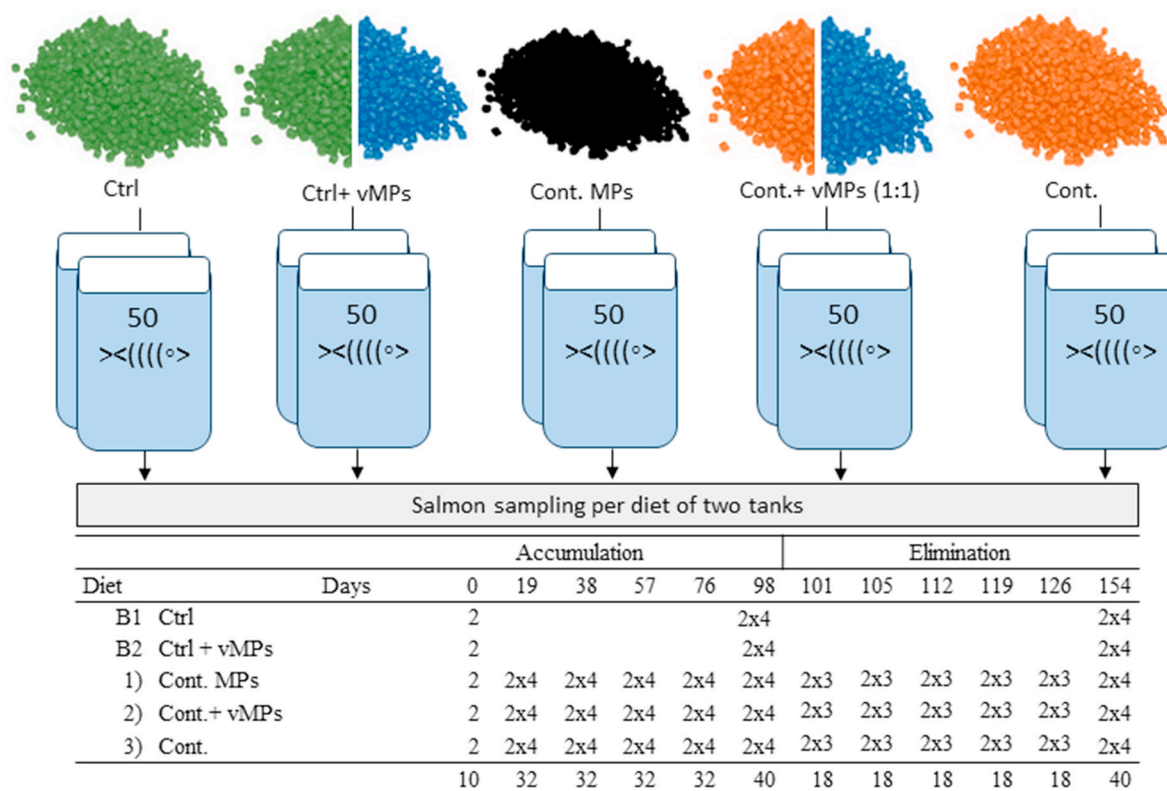 Ctrl Ctrl+ vMPs Cont. MPs Cont.+ vMPs (1:1) Cont.
50 50 50 50 50
><((((°> ><((((°> ><((((°> ><((((°> ><((((°>
Salmon sampling per diet of two tanks
Accumulation Elimination
Diet Days 0 19 38 57 76 98 101 105 112 119 126 154
B1 Ctrl 2 2x4 2x4
B2 Ctrl + vMPs 2 2x4 2x4
1) Cont. MPs 2 2x4 2x4 2x4 2x4 2x4 2x3 2x3 2x3 2x3 2x3 2x4
2) Cont.+ vMPs 2 2x4 2x4 2x4 2x4 2x4 2x3 2x3 2x3 2x3 2x3 2x4
3) Cont. 2 2x4 2x4 2x4 2x4 2x4 2x3 2x3 2x3 2x3 2x3 2x4
10 32 32 32 32 40 18 18 18 18 18 40